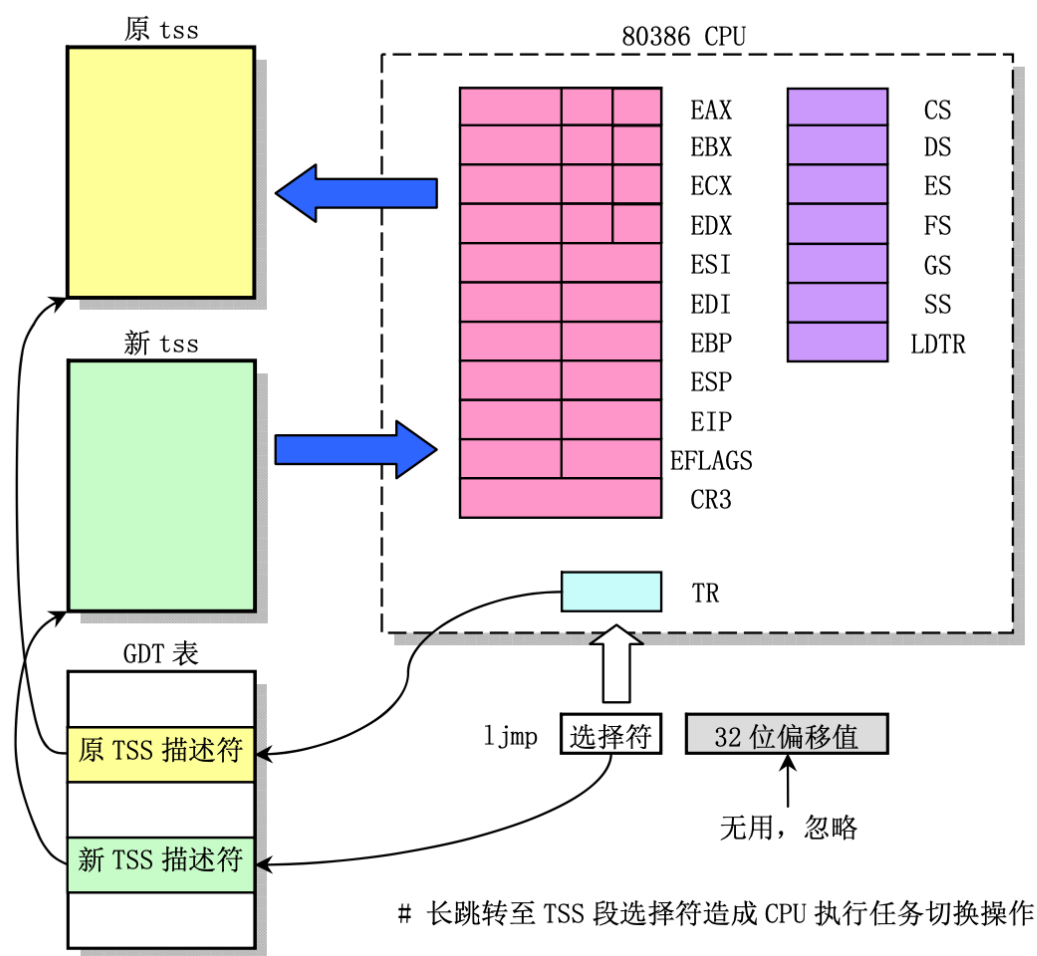 原 tss
80386 CPU
EAX
EBX
ECX
EDX
ESI
EDI
EBP
ESP
EIP
EFLAGS
CR3
CS
DS
ES
FS
GS
SS
LDTR
新 tss
TR
GDT 表
原 TSS 描述符
新 TSS 描述符
ljmp 选择符 32 位偏移值
无用，忽略
# 长跳转至 TSS 段选择符造成 CPU 执行任务切换操作